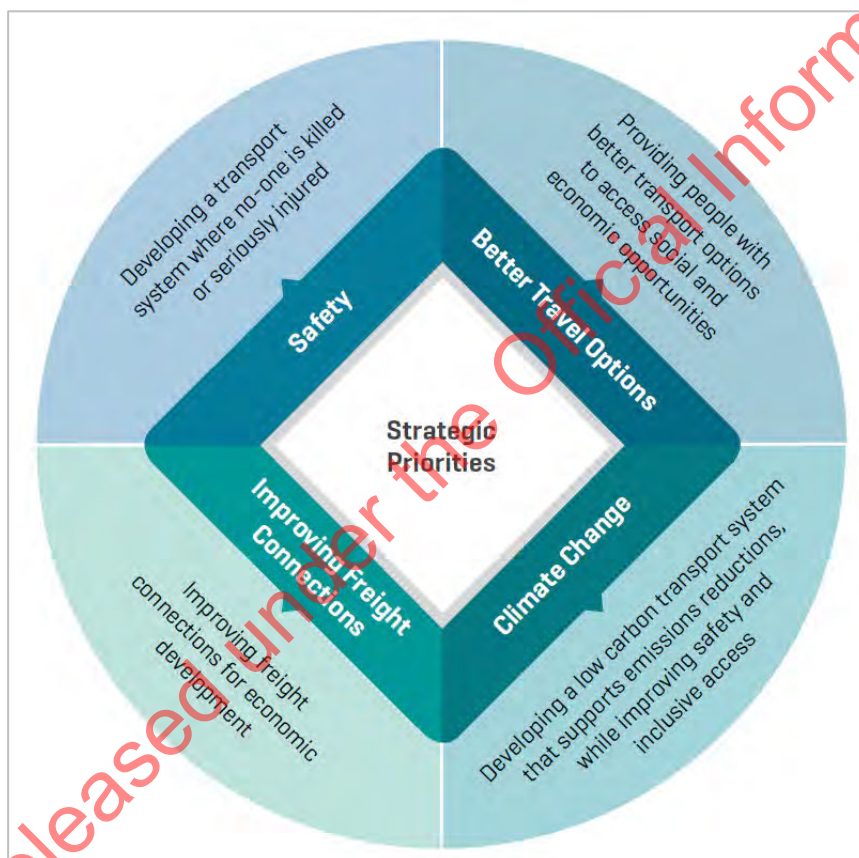 Developing a transport
system where no-one is killed
or seriously injured
Safety
Providing people with
better transport options
to access social and
economic opportunities
Better Travel Options
Strategic
Priorities
Improving Freight
Connections
Improving freight
connections for economic
development
Climate Change
Developing a low carbon transport system
that supports emissions reductions,
while improving safety and
inclusive access
under the Offical